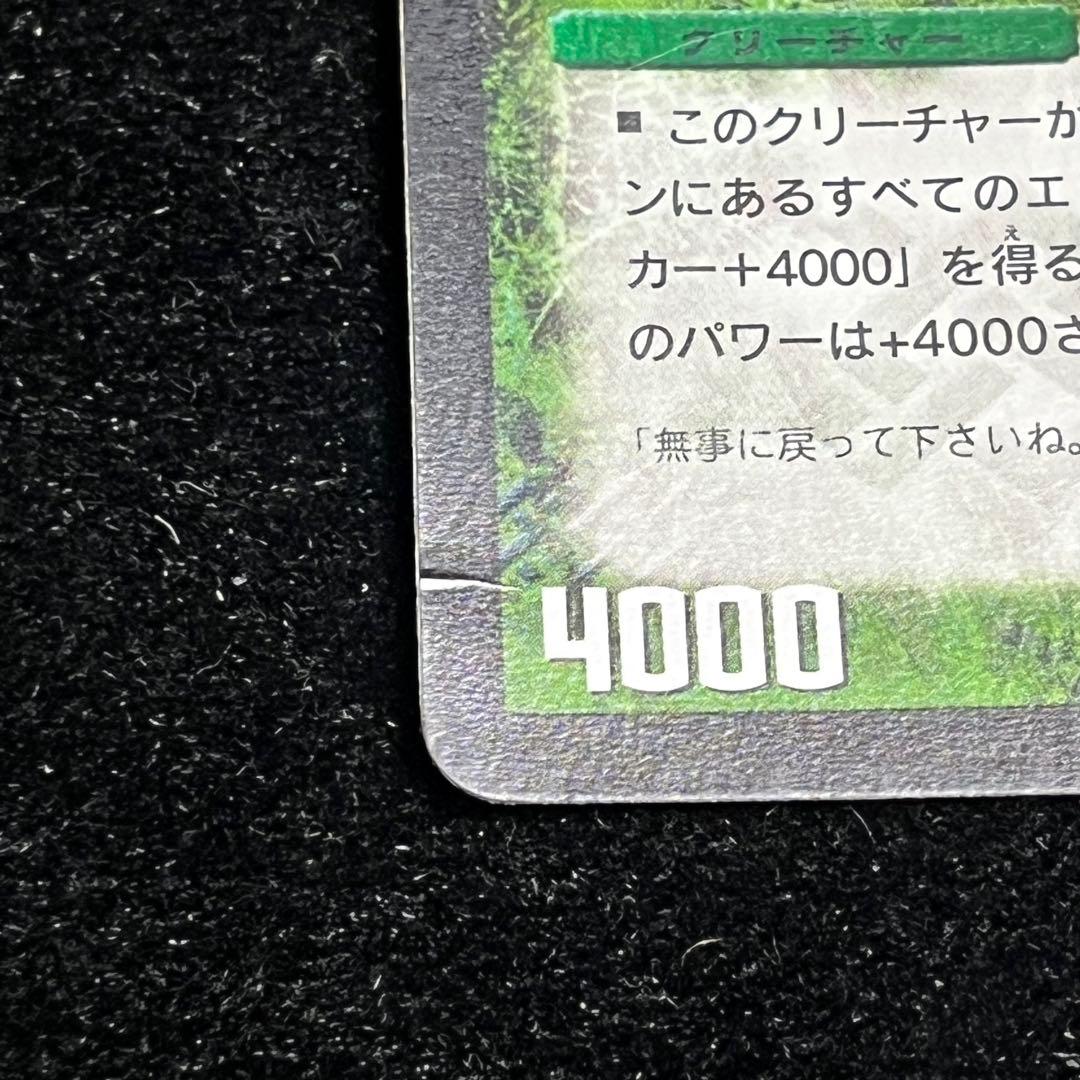 クリーチャー
■ このクリーチャーが
ンにあるすべてのエ
え
カー+4000」を得る
のパワーは+4000さ
「無事に戻って下さいね。
4000